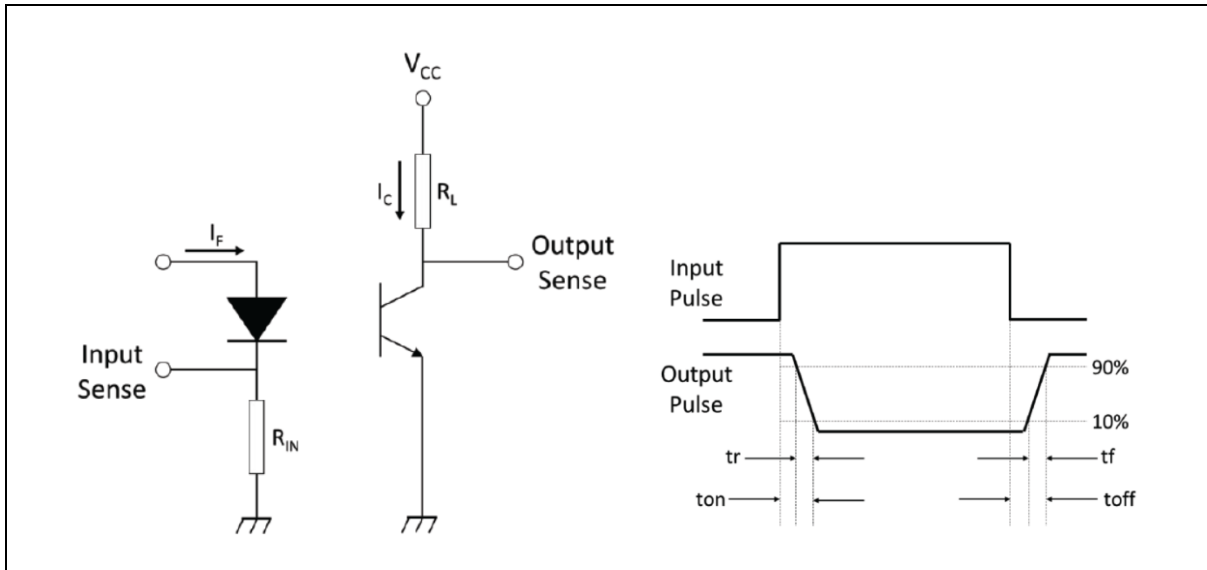 V_CC
I_C
R_L
I_F
Output
Sense
Input
Sense
R_IN
Input
Pulse
Output
Pulse
90%
10%
tr
tf
ton
toff